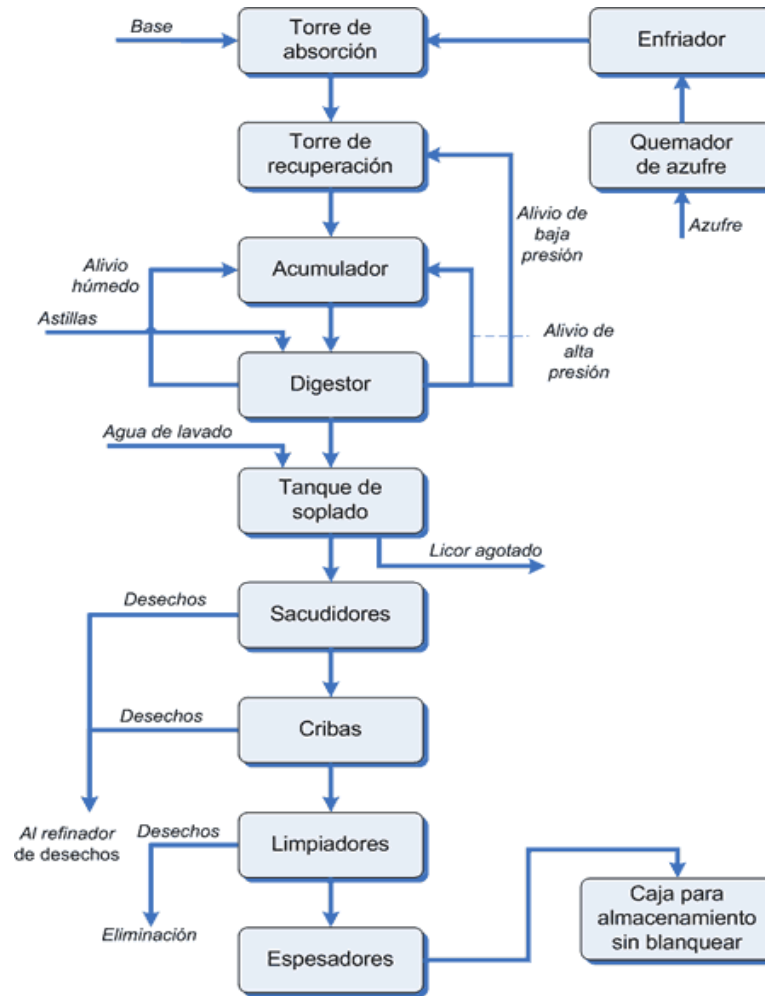 Base
Torre de
absorción
Enfriador
Torre de
recuperación
Quemador
de azufre
Azufre
Alivio de
baja
presión
Alivio
húmedo
Acumulador
Astillas
Alivio de
alta
presión
Digestor
Agua de lavado
Tanque de
soplado
Licor agotado
Desechos
Sacudidores
Desechos
Cribas
Al refinador
de desechos
Desechos
Limpiadores
Eliminación
Espesadores
Caja para
almacenamiento
sin blanquear